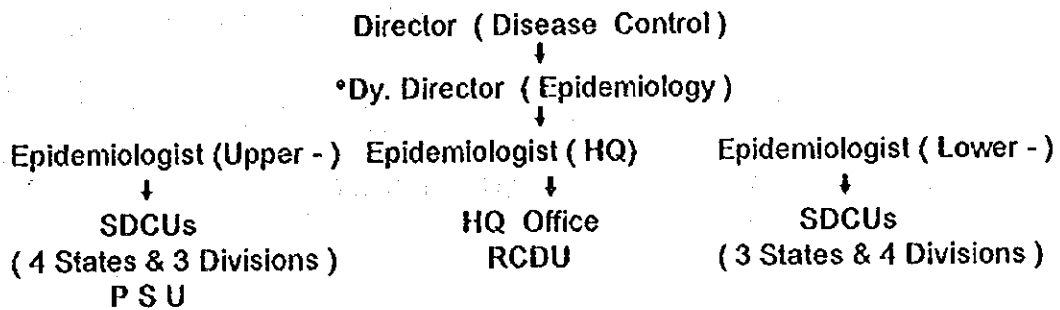 Director ( Disease Control )
*Dy. Director ( Epidemiology )
Epidemiologist (Upper - ) Epidemiologist ( HQ) Epidemiologist ( Lower - )
SDCUs HQ Office SDCUs
( 4 States & 3 Divisions ) RCDU ( 3 States & 4 Divisions )
P S U